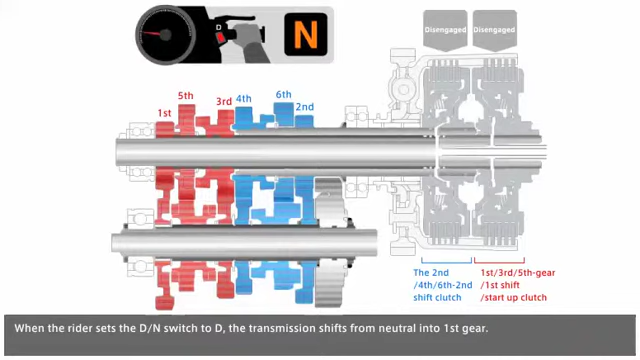 D
N
Disengaged
Disengaged
1st
5th
3rd
4th
6th
2nd
The 2nd
/4th/6th-2nd
shift clutch
1st/3rd/5th-gear
/1st shift
/start up clutch
When the rider sets the D/N switch to D, the transmission shifts from neutral into 1st gear.